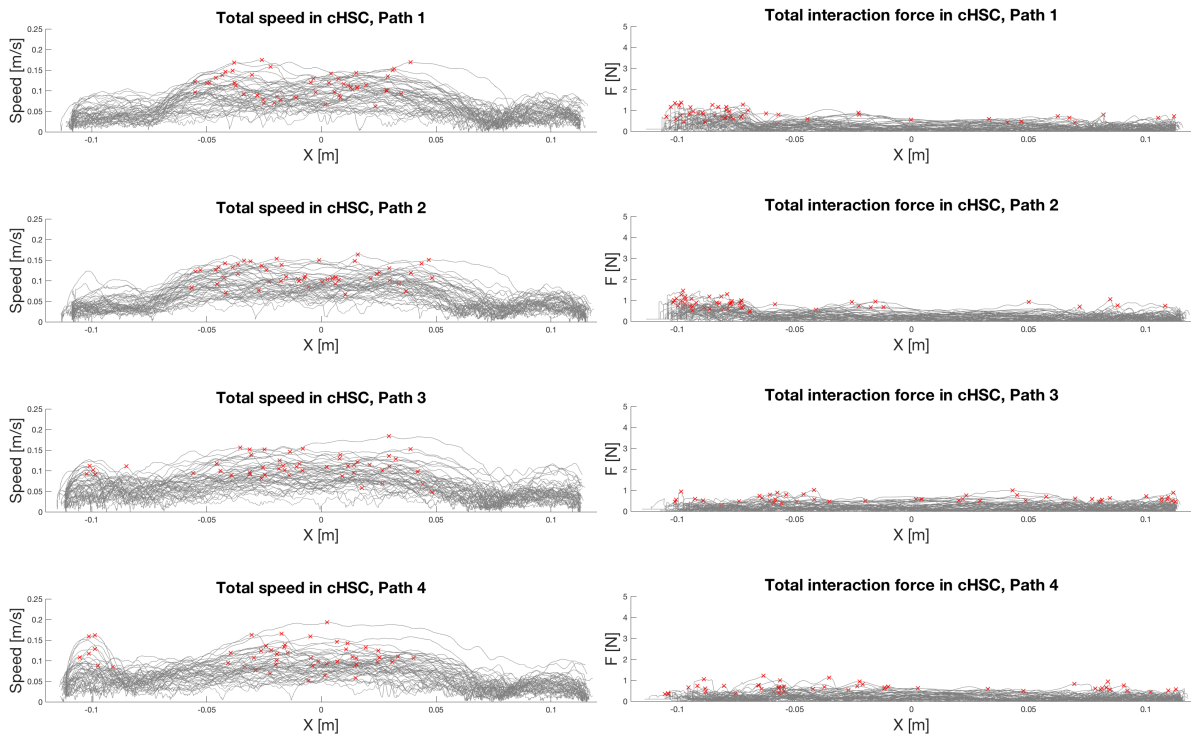 Total speed in cHSC, Path 1
0.25
0.2
0.15
0.1
0.05
0
Speed [m/s]
-0.1 -0.05 0 0.05 0.1
X [m]
Total interaction force in cHSC, Path 1
5
4
3
2
1
0
F [N]
-0.1 -0.05 0 0.05 0.1
X [m]
Total speed in cHSC, Path 2
0.25
0.2
0.15
0.1
0.05
0
Speed [m/s]
-0.1 -0.05 0 0.05 0.1
X [m]
Total interaction force in cHSC, Path 2
5
4
3
2
1
0
F [N]
-0.1 -0.05 0 0.05 0.1
X [m]
Total speed in cHSC, Path 3
0.25
0.2
0.15
0.1
0.05
0
Speed [m/s]
-0.1 -0.05 0 0.05 0.1
X [m]
Total interaction force in cHSC, Path 3
5
4
3
2
1
0
F [N]
-0.1 -0.05 0 0.05 0.1
X [m]
Total speed in cHSC, Path 4
0.25
0.2
0.15
0.1
0.05
0
Speed [m/s]
-0.1 -0.05 0 0.05 0.1
X [m]
Total interaction force in cHSC, Path 4
5
4
3
2
1
0
F [N]
-0.1 -0.05 0 0.05 0.1
X [m]